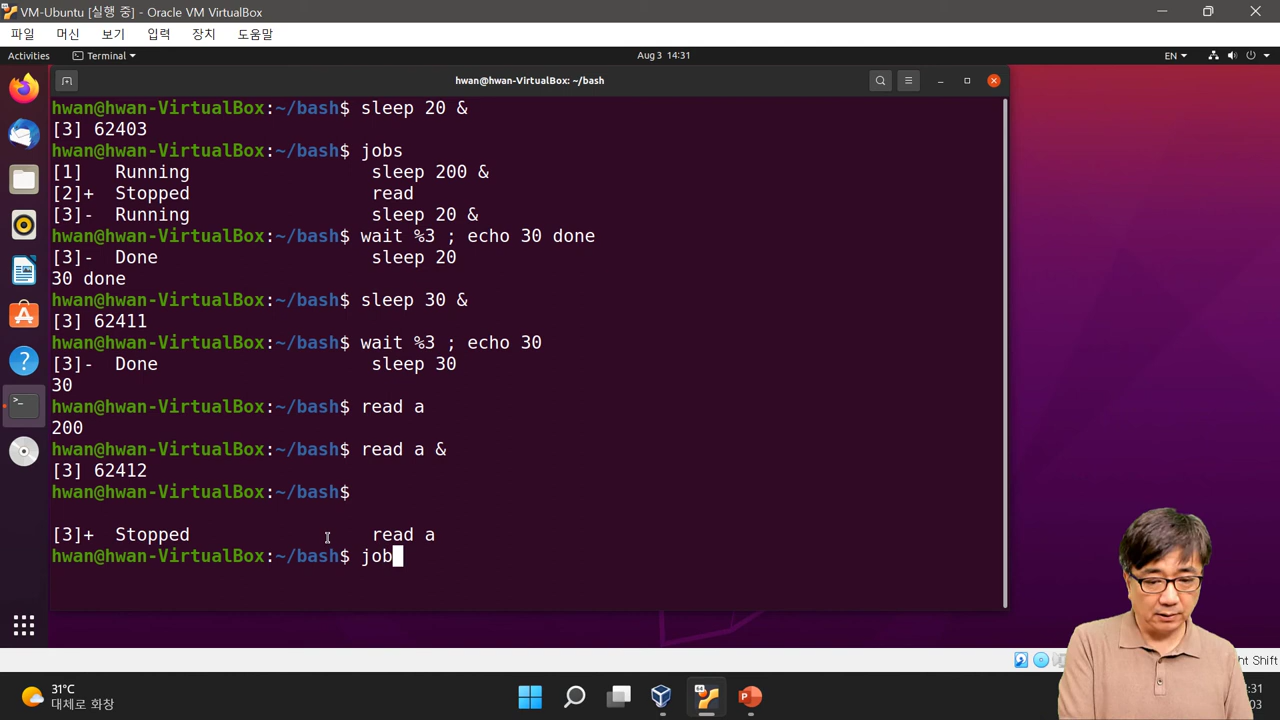 VM-Ubuntu [실행 중] - Oracle VM VirtualBox
파일 머신 보기 입력 장치 도움말
Activities Terminal Aug 3 14:31 EN
hwan@hwan-VirtualBox: ~/bash
hwan@hwan-VirtualBox:~/bash$ sleep 20 &
[3] 62403
hwan@hwan-VirtualBox:~/bash$ jobs
[1] Running sleep 200 &
[2]+ Stopped read
[3]- Running sleep 20 &
hwan@hwan-VirtualBox:~/bash$ wait %3 ; echo 30 done
[3]- Done sleep 20
30 done
hwan@hwan-VirtualBox:~/bash$ sleep 30 &
[3] 62411
hwan@hwan-VirtualBox:~/bash$ wait %3 ; echo 30
[3]- Done sleep 30
30
hwan@hwan-VirtualBox:~/bash$ read a
200
hwan@hwan-VirtualBox:~/bash$ read a &
[3] 62412
hwan@hwan-VirtualBox:~/bash$
[3]+ Stopped read a
hwan@hwan-VirtualBox:~/bash$ job
ht Shift
31°C
대체로 화창
:31
03